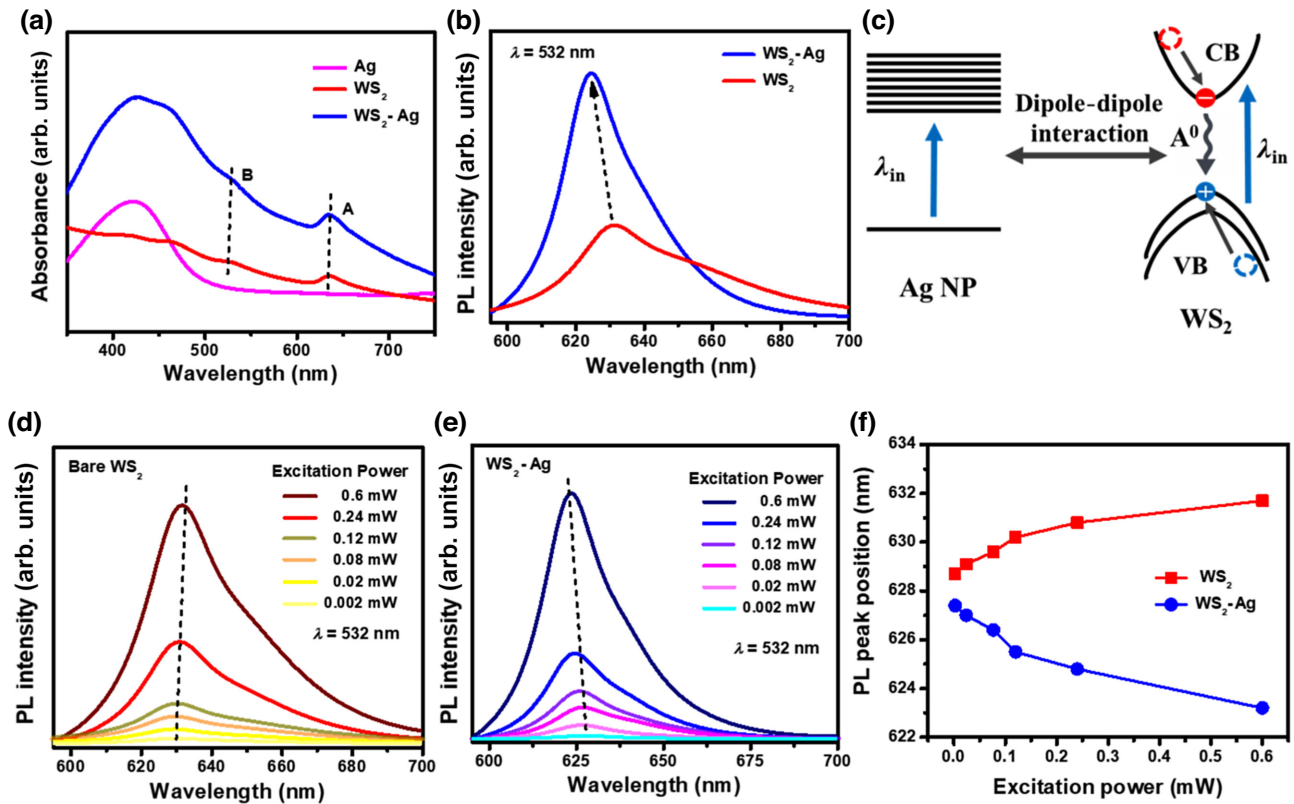 (a)
Absorbance (arb. units)
Ag
WS₂
WS₂- Ag
B
A
400 500 600 700
Wavelength (nm)
(b)
PL intensity (arb. units)
λ = 532 nm
WS₂-Ag
WS₂
600 620 640 660 680 700
Wavelength (nm)
(c)
CB
Dipole–dipole
interaction
A⁰
λin
λin
VB
Ag NP
WS₂
(d)
PL intensity (arb. units)
Bare WS₂
Excitation Power
0.6 mW
0.24 mW
0.12 mW
0.08 mW
0.02 mW
0.002 mW
λ = 532 nm
600 620 640 660 680 700
Wavelength (nm)
(e)
PL intensity (arb. units)
WS₂- Ag
Excitation Power
0.6 mW
0.24 mW
0.12 mW
0.08 mW
0.02 mW
0.002 mW
λ = 532 nm
600 625 650 675 700
Wavelength (nm)
(f)
PL peak position (nm)
634
632
630
628
626
624
622
WS₂
WS₂-Ag
0.0 0.1 0.2 0.3 0.4 0.5 0.6
Excitation power (mW)